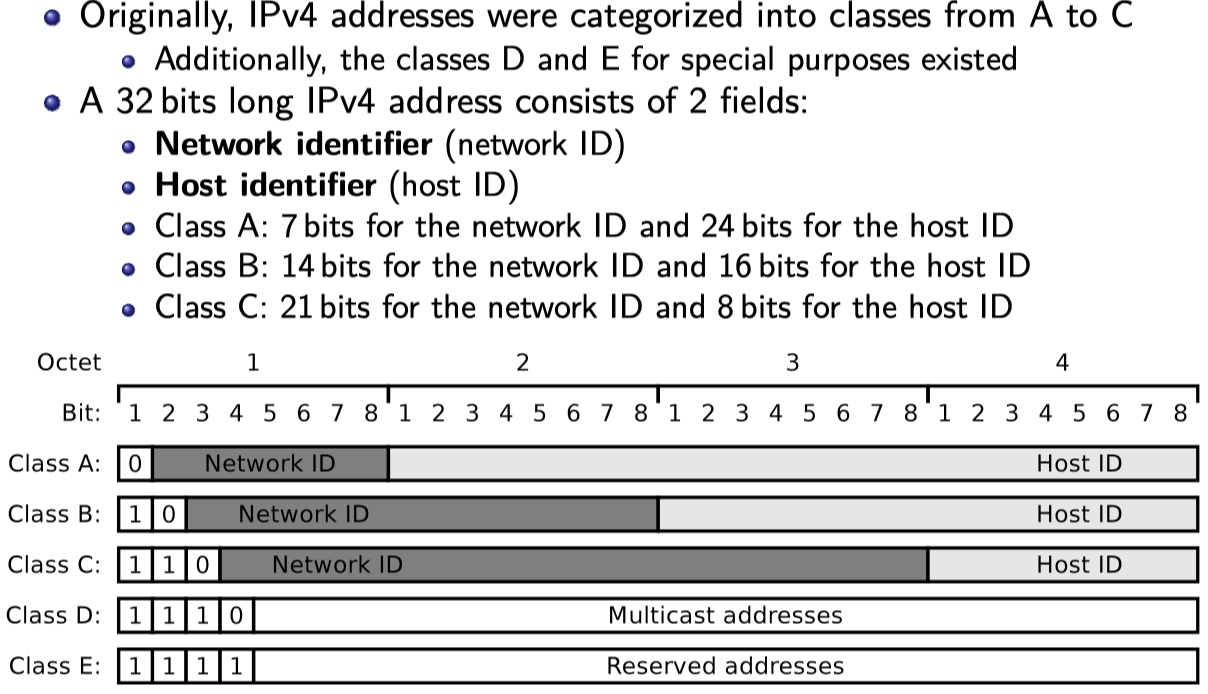 Originally, IPv4 addresses were categorized into classes from A to C
Additionally, the classes D and E for special purposes existed
A 32 bits long IPv4 address consists of 2 fields:
Network identifier (network ID)
Host identifier (host ID)
Class A: 7 bits for the network ID and 24 bits for the host ID
Class B: 14 bits for the network ID and 16 bits for the host ID
Class C: 21 bits for the network ID and 8 bits for the host ID
Octet 1 2 3 4
Bit: 1 2 3 4 5 6 7 8 1 2 3 4 5 6 7 8 1 2 3 4 5 6 7 8 1 2 3 4 5 6 7 8
Class A: 0 Network ID Host ID
Class B: 1 0 Network ID Host ID
Class C: 1 1 0 Network ID Host ID
Class D: 1 1 1 0 Multicast addresses
Class E: 1 1 1 1 Reserved addresses